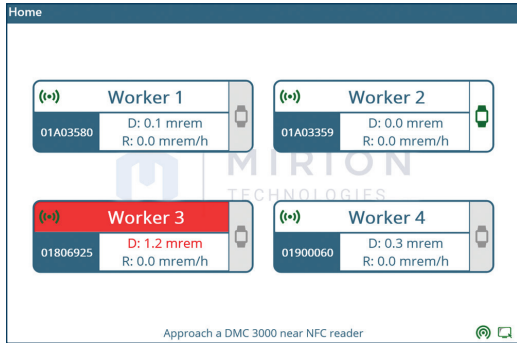 Home
Worker 1
01A03580
D: 0.1 mrem
R: 0.0 mrem/h
Worker 2
01A03359
D: 0.0 mrem
R: 0.0 mrem/h
MIRION
TECHNOLOGIES
Worker 3
01806925
D: 1.2 mrem
R: 0.0 mrem/h
Worker 4
01900060
D: 0.3 mrem
R: 0.0 mrem/h
Approach a DMC 3000 near NFC reader